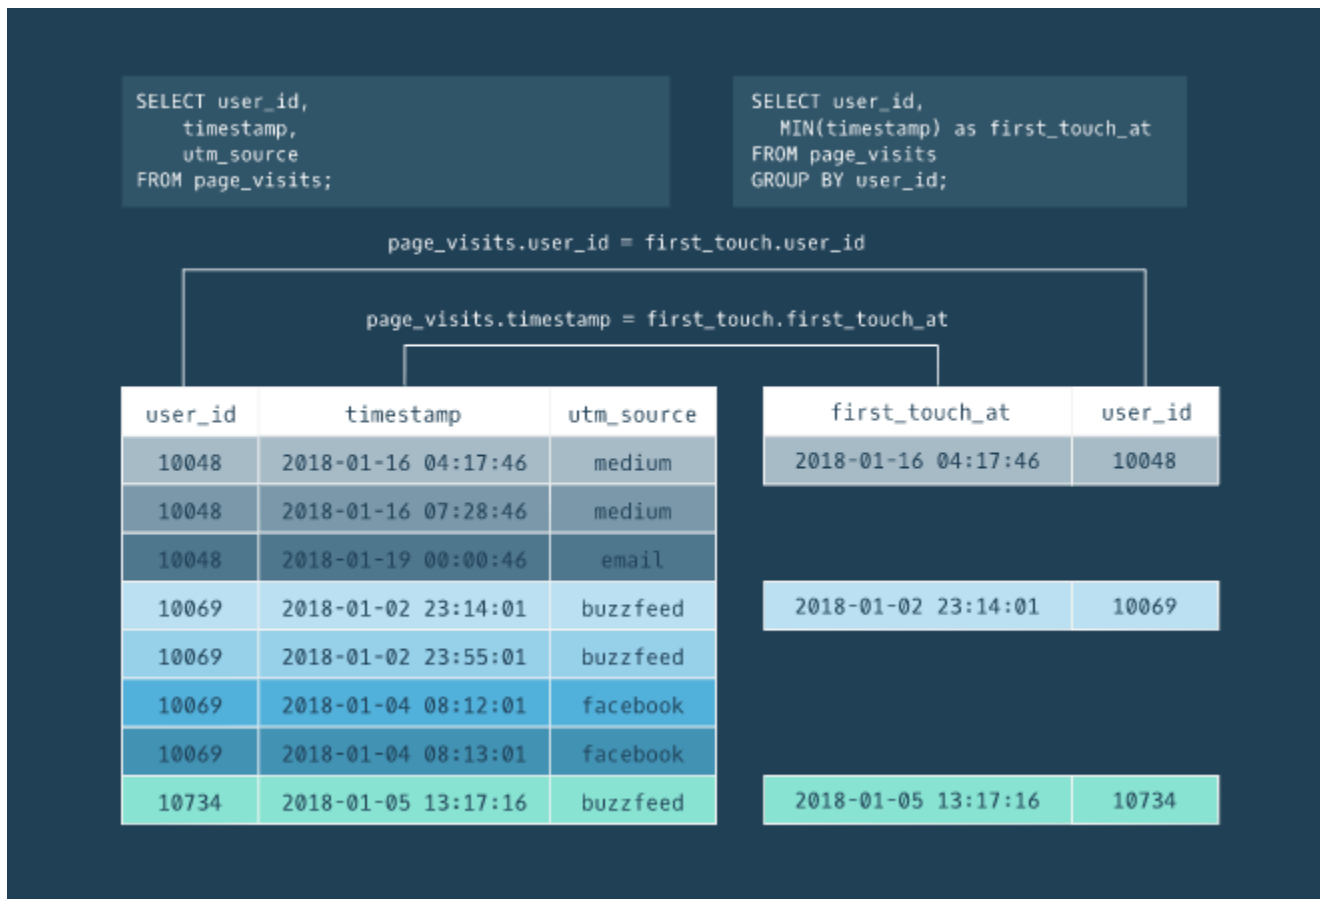 SELECT user_id,
timestamp,
utm_source
FROM page_visits;
SELECT user_id,
MIN(timestamp) as first_touch_at
FROM page_visits
GROUP BY user_id;
page_visits.user_id = first_touch.user_id
page_visits.timestamp = first_touch.first_touch_at
user_id timestamp utm_source
10048 2018-01-16 04:17:46 medium
10048 2018-01-16 07:28:46 medium
10048 2018-01-19 00:00:46 email
10069 2018-01-02 23:14:01 buzzfeed
10069 2018-01-02 23:55:01 buzzfeed
10069 2018-01-04 08:12:01 facebook
10069 2018-01-04 08:13:01 facebook
10734 2018-01-05 13:17:16 buzzfeed
first_touch_at user_id
2018-01-16 04:17:46 10048
2018-01-02 23:14:01 10069
2018-01-05 13:17:16 10734